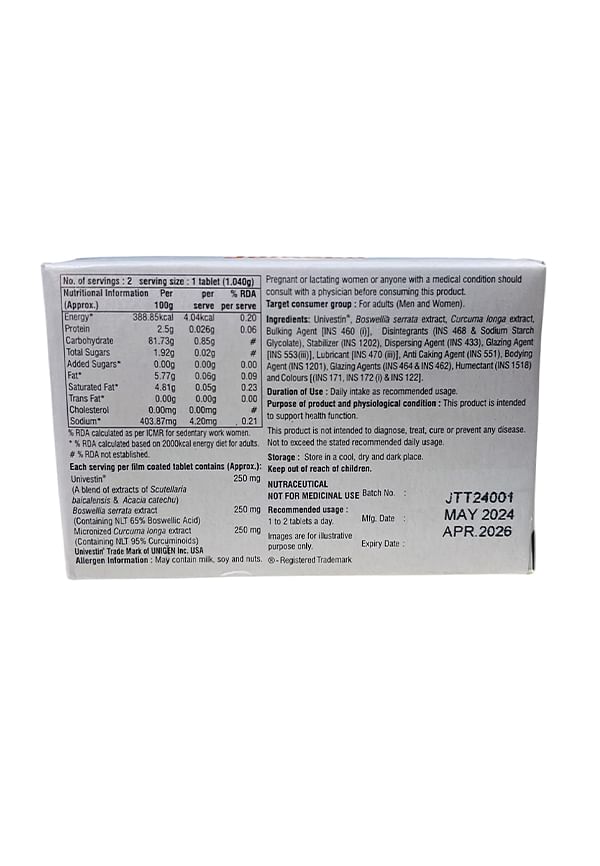 No. of servings : 2 serving size : 1 tablet (1.040g)
Nutritional Information Per per % RDA
(Approx.) 100g serve per serve
Energy* 388.85kcal 4.04kcal 0.20
Protein 2.5g 0.026g 0.06
Carbohydrate 81.73g 0.85g #
Total Sugars 1.92g 0.02g #
Added Sugars* 0.00g 0.00g 0.00
Fat* 5.77g 0.06g 0.09
Saturated Fat* 4.81g 0.05g 0.23
Trans Fat* 0.00g 0.00g 0.00
Cholesterol 0.00mg 0.00mg #
Sodium* 403.87mg 4.20mg 0.21
% RDA calculated as per ICMR for sedentary work women.
* % RDA calculated based on 2000kcal energy diet for adults.
# % RDA not established.
Each serving per film coated tablet contains (Approx.):
Univestin® 250 mg
(A blend of extracts of Scutellaria
baicalensis & Acacia catechu)
Boswellia serrata extract 250 mg
(Containing NLT 65% Boswellic Acid)
Micronized Curcuma longa extract 250 mg
(Containing NLT 95% Curcuminoids)
Univestin® Trade Mark of UNIGEN Inc. USA
Allergen Information : May contain milk, soy and nuts.
Pregnant or lactating women or anyone with a medical condition should
consult with a physician before consuming this product.
Target consumer group : For adults (Men and Women).
Ingredients: Univestin®, Boswellia serrata extract, Curcuma longa extract,
Bulking Agent [INS 460 (i)], Disintegrants (INS 468 & Sodium Starch
Glycolate), Stabilizer (INS 1202), Dispersing Agent (INS 433), Glazing Agent
[INS 553(iii)], Lubricant [INS 470 (iii)], Anti Caking Agent (INS 551), Bodying
Agent (INS 1201), Glazing Agents (INS 464 & INS 462), Humectant (INS 1518)
and Colours [(INS 171, INS 172 (i) & INS 122].
Duration of Use : Daily intake as recommended usage.
Purpose of product and physiological condition : This product is intended
to support health function.
This product is not intended to diagnose, treat, cure or prevent any disease.
Not to exceed the stated recommended daily usage.
Storage : Store in a cool, dry and dark place.
Keep out of reach of children.
NUTRACEUTICAL
NOT FOR MEDICINAL USE
Recommended usage :
1 to 2 tablets a day.
Images are for illustrative
purpose only.
® - Registered Trademark
Batch No. : JTT24001
Mfg. Date : MAY 2024
Expiry Date : APR.2026